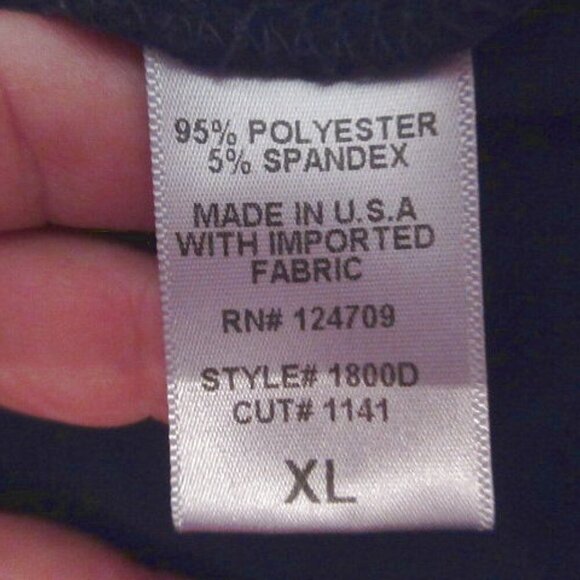 95% POLYESTER
5% SPANDEX
MADE IN U.S.A
WITH IMPORTED
FABRIC
RN# 124709
STYLE# 1800D
CUT# 1141
XL